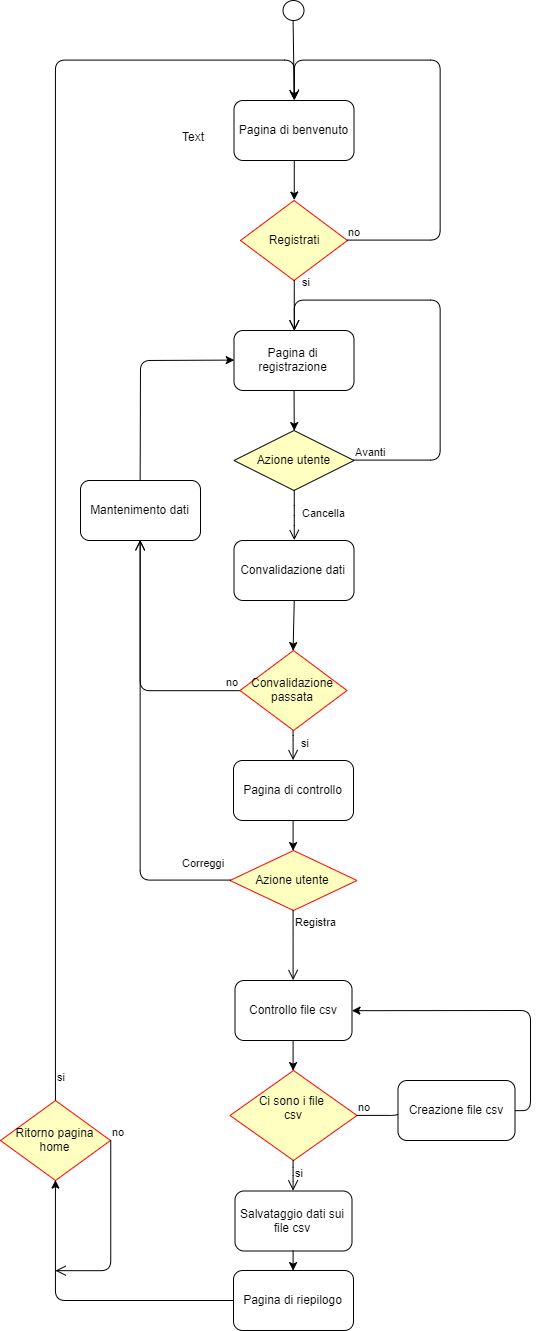 Pagina di benvenuto
Text
Registrati
no
si
Pagina di
registrazione
Azione utente
Avanti
Mantenimento dati
Cancella
Convalidazione dati
no
Convalidazione
passata
si
Pagina di controllo
Correggi
Azione utente
Registra
Controllo file csv
si
Ci sono i file
csv
no
Creazione file csv
Ritorno pagina
home
no
si
Salvataggio dati sui
file csv
Pagina di riepilogo